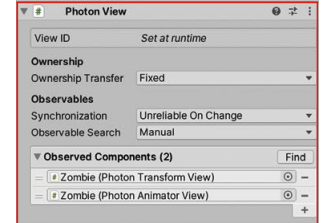 # Photon View
View ID Set at runtime
Ownership
Ownership Transfer Fixed
Observables
Synchronization Unreliable On Change
Observable Search Manual
Observed Components (2) Find
# Zombie (Photon Transform View)
# Zombie (Photon Animator View)